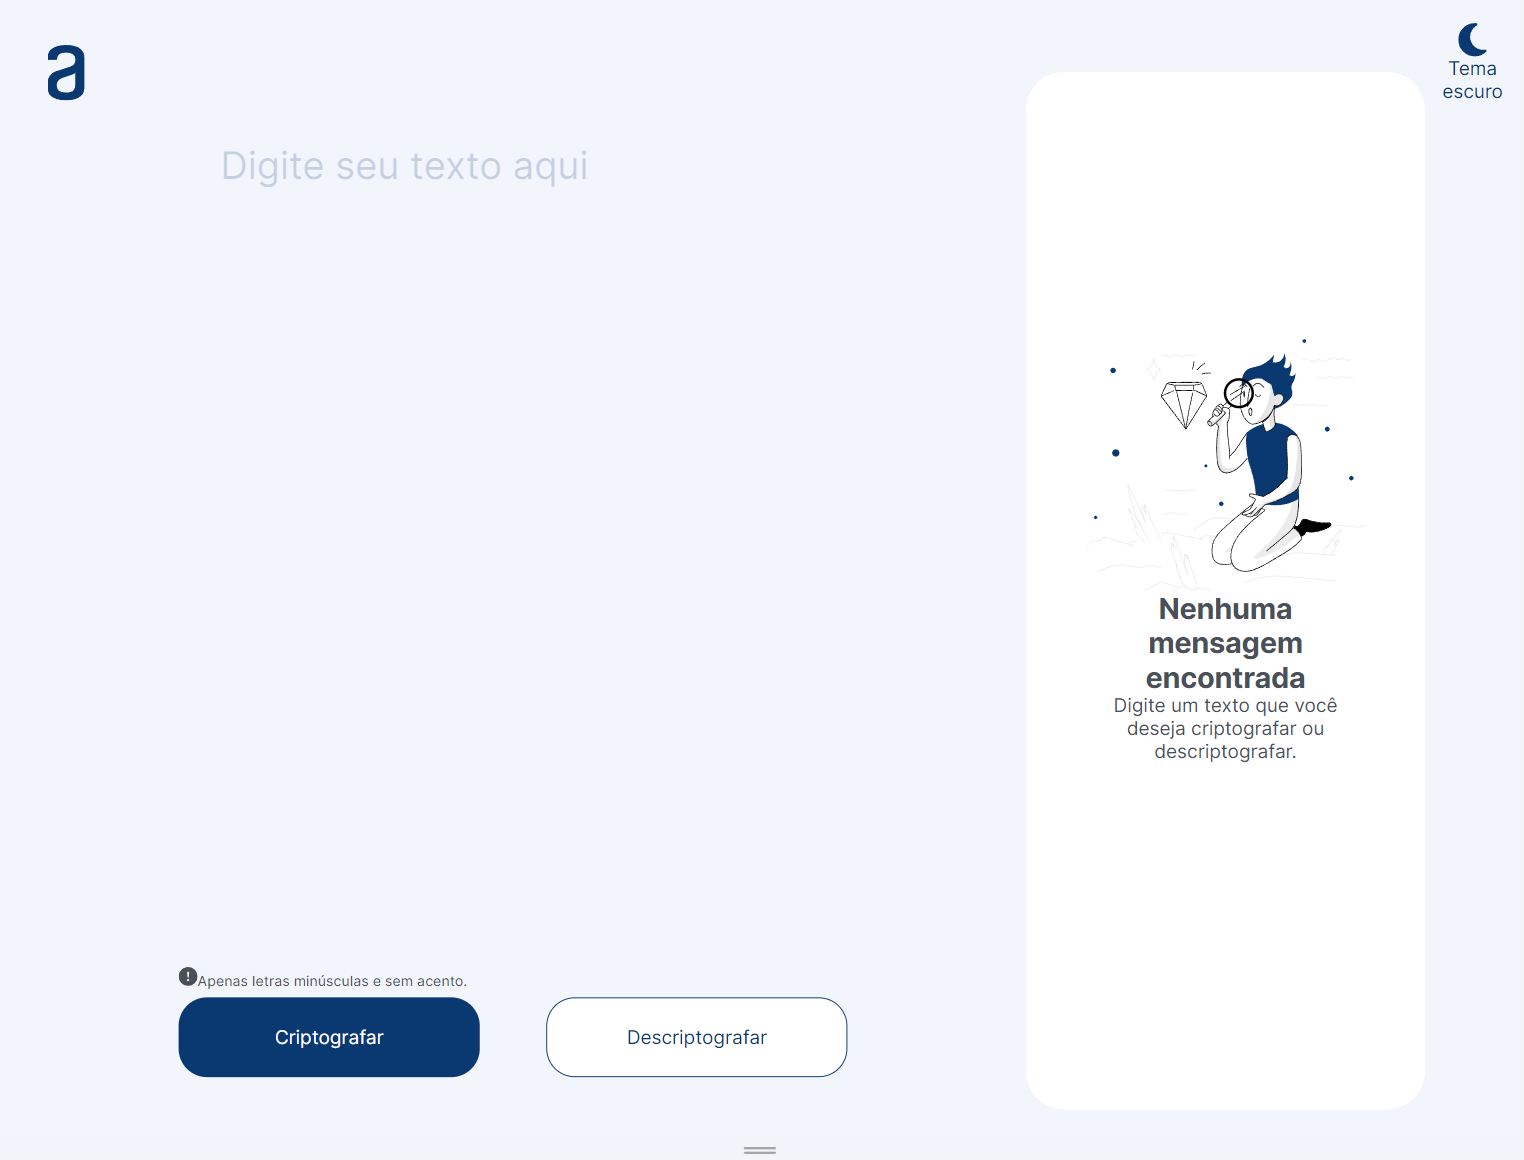 a
Tema
escuro
Digite seu texto aqui
Nenhuma
mensagem
encontrada
Digite um texto que você
deseja criptografar ou
descriptografar.
Apenas letras minúsculas e sem acento.
Criptografar
Descriptografar